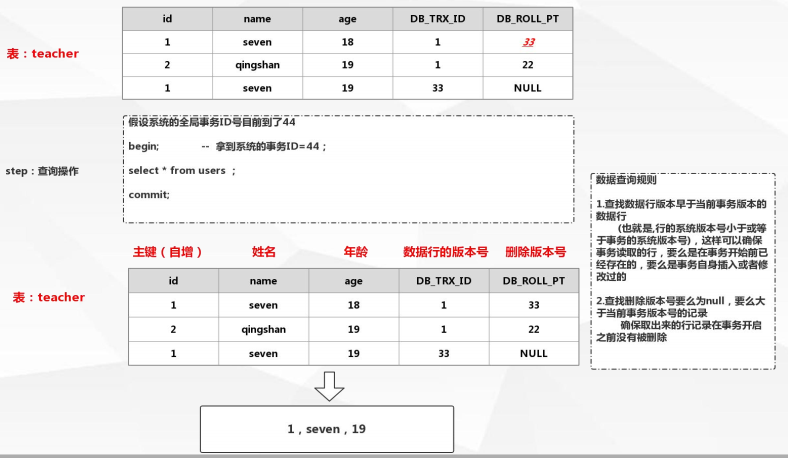 id name age DB_TRX_ID DB_ROLL_PT
1 seven 18 1 33
表：teacher
2 qingshan 19 1 22
1 seven 19 33 NULL
假设系统的全局事务ID号目前到了44
begin; -- 拿到系统的事务ID=44；
step：查询操作
select * from users ；
commit;
数据查询规则
1.查找数据行版本早于当前事务版本的
数据行
(也就是,行的系统版本号小于或等
于事务的系统版本号)，这样可以确保
事务读取的行，要么是在事务开始前已
经存在的，要么是事务自身插入或者修
改过的
2.查找删除版本号要么为null，要么大
于当前事务版本号的记录
确保取出来的行记录在事务开启
之前没有被删除
主键（自增） 姓名 年龄 数据行的版本号 删除版本号
id name age DB_TRX_ID DB_ROLL_PT
表：teacher
1 seven 18 1 33
2 qingshan 19 1 22
1 seven 19 33 NULL
1，seven，19